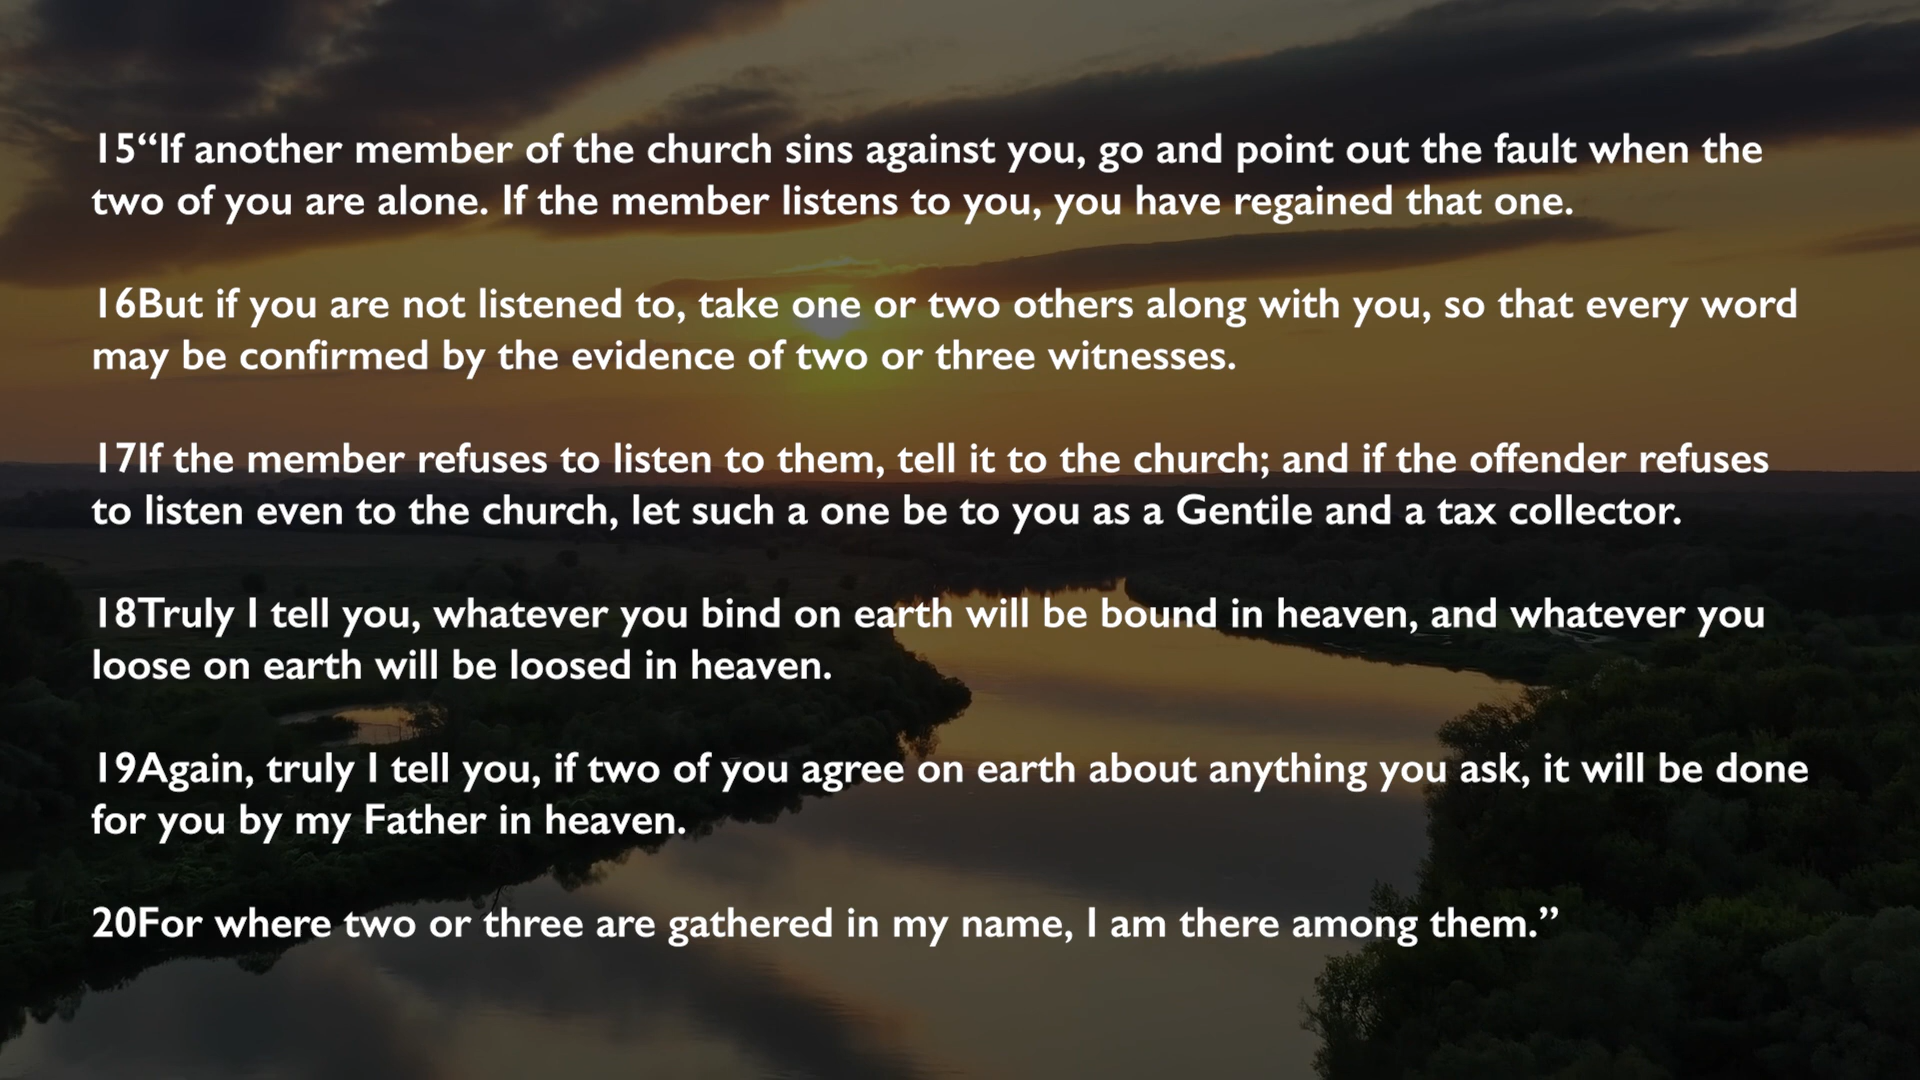 15“If another member of the church sins against you, go and point out the fault when the
two of you are alone. If the member listens to you, you have regained that one.
16But if you are not listened to, take one or two others along with you, so that every word
may be confirmed by the evidence of two or three witnesses.
17If the member refuses to listen to them, tell it to the church; and if the offender refuses
to listen even to the church, let such a one be to you as a Gentile and a tax collector.
18Truly I tell you, whatever you bind on earth will be bound in heaven, and whatever you
loose on earth will be loosed in heaven.
19Again, truly I tell you, if two of you agree on earth about anything you ask, it will be done
for you by my Father in heaven.
20For where two or three are gathered in my name, I am there among them.”